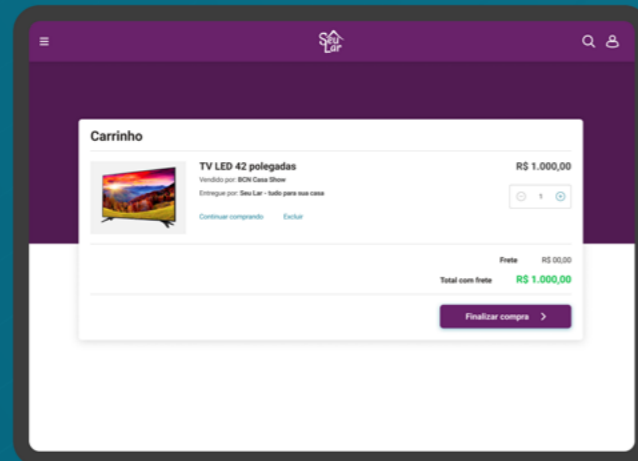 Seu
Lar
Carrinho
TV LED 42 polegadas
R$ 1.000,00
Vendido por: BCN Casa Show
Entregue por: Seu Lar - tudo para sua casa
1
Continuar comprando Excluir
Frete R$ 00,00
Total com frete R$ 1.000,00
Finalizar compra